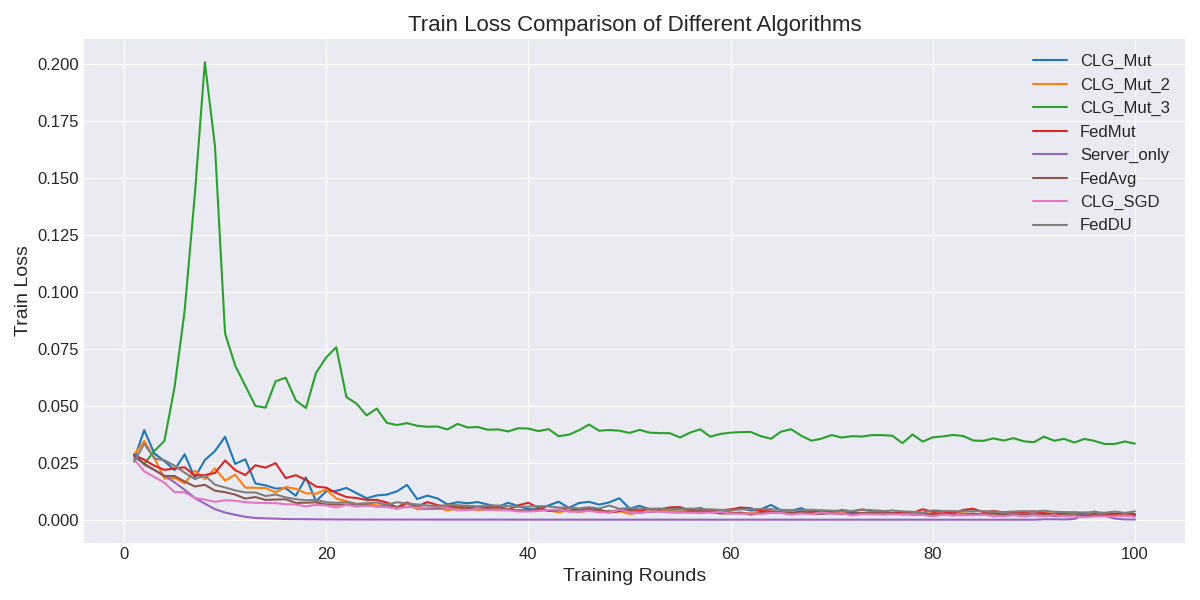 Train Loss Comparison of Different Algorithms
CLG_Mut
CLG_Mut_2
CLG_Mut_3
FedMut
Server_only
FedAvg
CLG_SGD
FedDU
Train Loss
0.200
0.175
0.150
0.125
0.100
0.075
0.050
0.025
0.000
0 20 40 60 80 100
Training Rounds